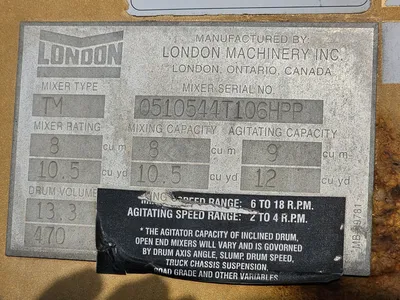 LONDON
MANUFACTURED BY
LONDON MACHINERY INC.
LONDON, ONTARIO, CANADA
MIXER TYPE
MIXER SERIAL NO.
TM
0510544T106HPP
MIXER RATING
MIXING CAPACITY
AGITATING CAPACITY
8 cu m
8 cu m
9 cu m
10.5 cu yd
10.5 cu yd
12 cu yd
DRUM VOLUME
13.3
470
SPEED RANGE: 6 TO 18 R.P.M.
AGITATING SPEED RANGE: 2 TO 4 R.P.M.
* THE AGITATOR CAPACITY OF INCLINED DRUM,
OPEN END MIXERS WILL VARY AND IS GOVERNED
BY DRUM AXIS ANGLE, SLUMP, DRUM SPEED,
TRUCK CHASSIS SUSPENSION,
ROAD GRADE AND OTHER VARIABLES